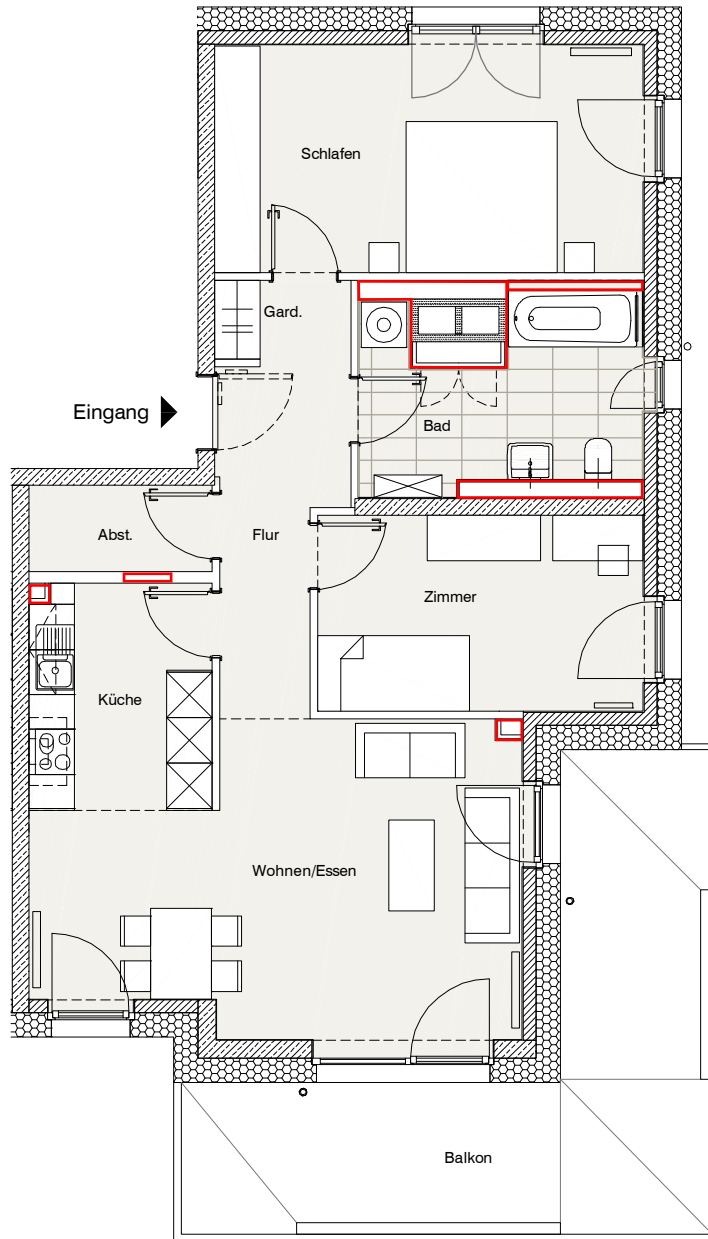 Schlafen
Gard.
Eingang
Bad
Abst.
Flur
Zimmer
Küche
Wohnen/Essen
Balkon